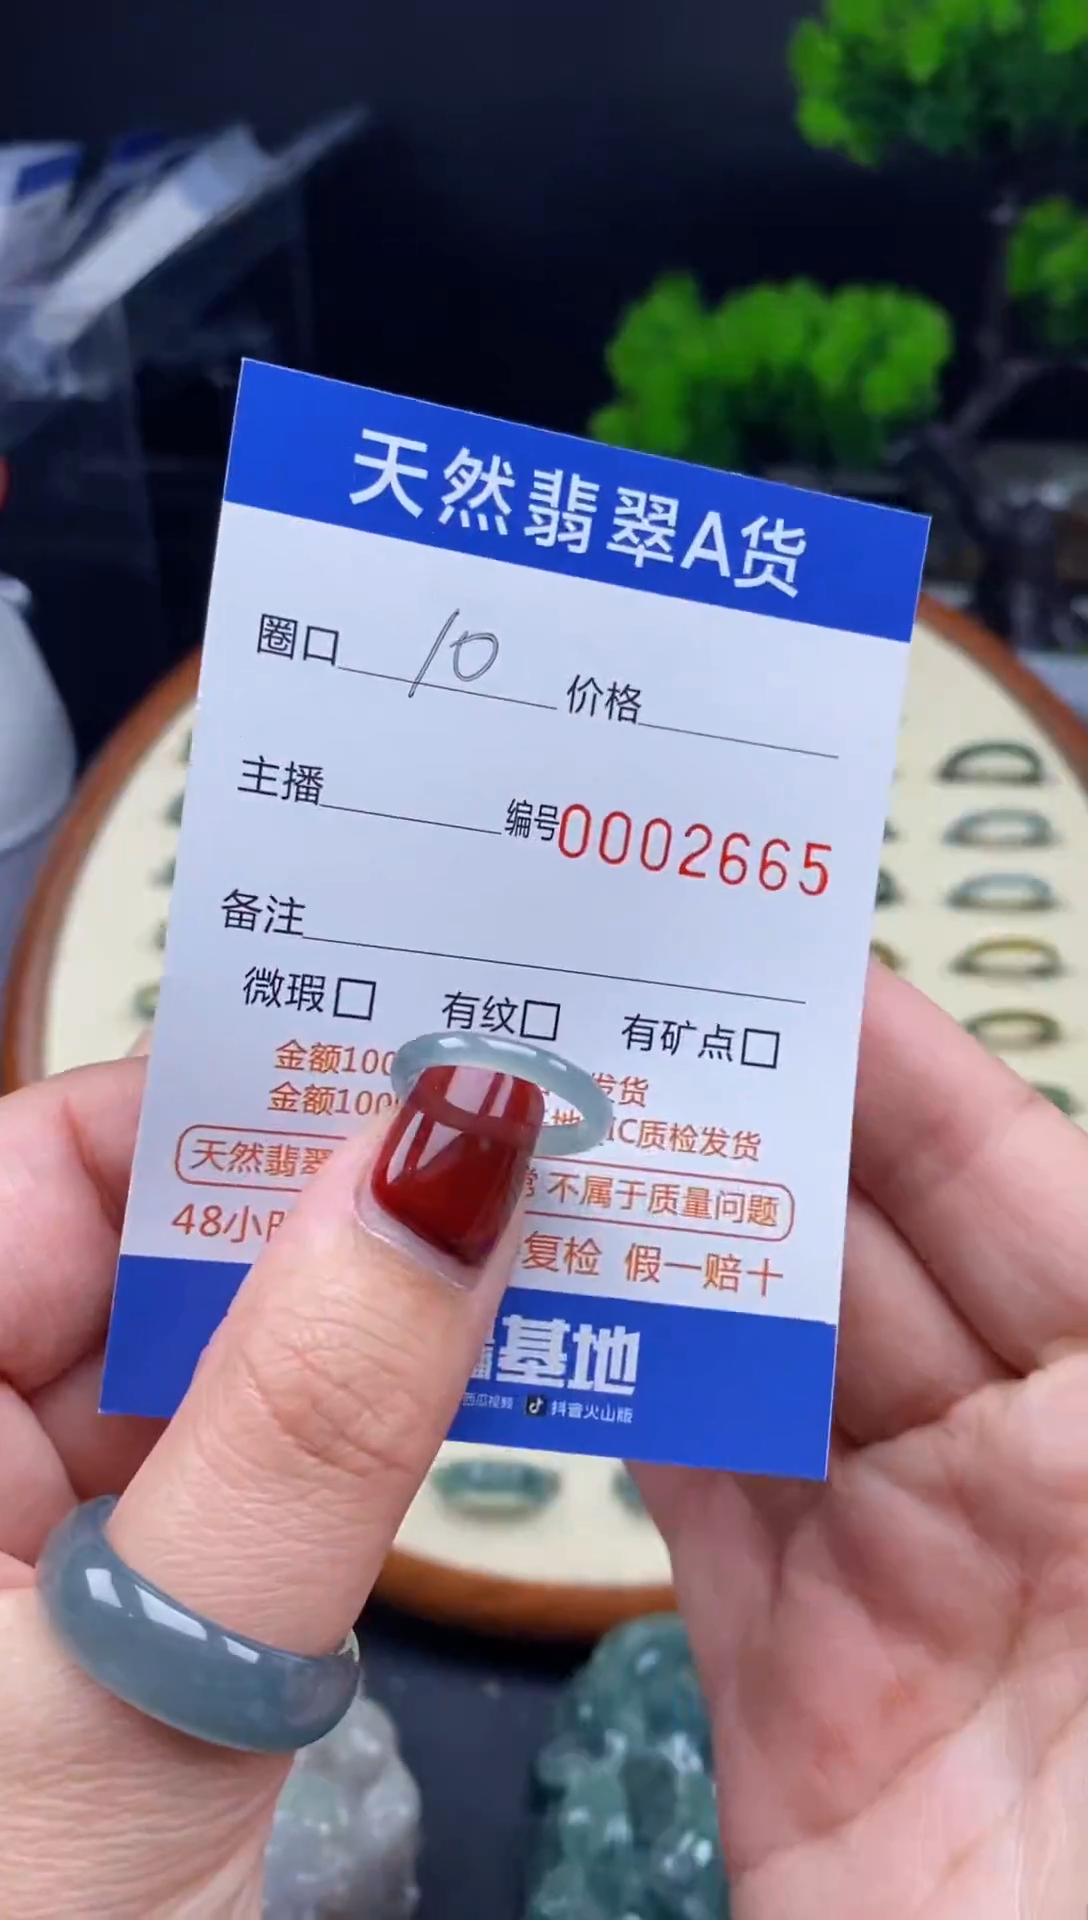 天然翡翠A货
圈口 10 价格
主播 编号0002665
备注
微瑕□ 有纹□ 有矿点□
金额100 发货
金额100 IC质检发货
天然翡翠 不属于质量问题
48小 复检 假一赔十
基地
西瓜视频 抖音火山版